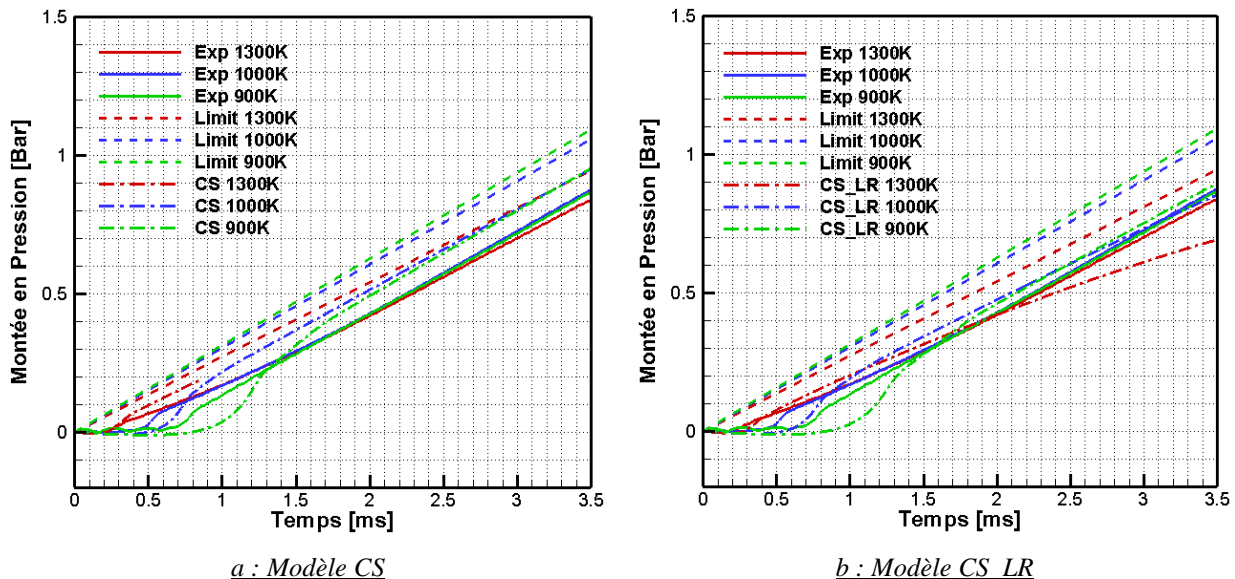 1.5
Exp 1300K
Exp 1000K
Exp 900K
Limit 1300K
Limit 1000K
Limit 900K
CS 1300K
CS 1000K
CS 900K
1
0.5
0
Montée en Pression [Bar]
0 0.5 1 1.5 2 2.5 3 3.5
Temps [ms]
a : Modèle CS
1.5
Exp 1300K
Exp 1000K
Exp 900K
Limit 1300K
Limit 1000K
Limit 900K
CS_LR 1300K
CS_LR 1000K
CS_LR 900K
1
0.5
0
Montée en Pression [Bar]
0 0.5 1 1.5 2 2.5 3 3.5
Temps [ms]
b : Modèle CS_LR